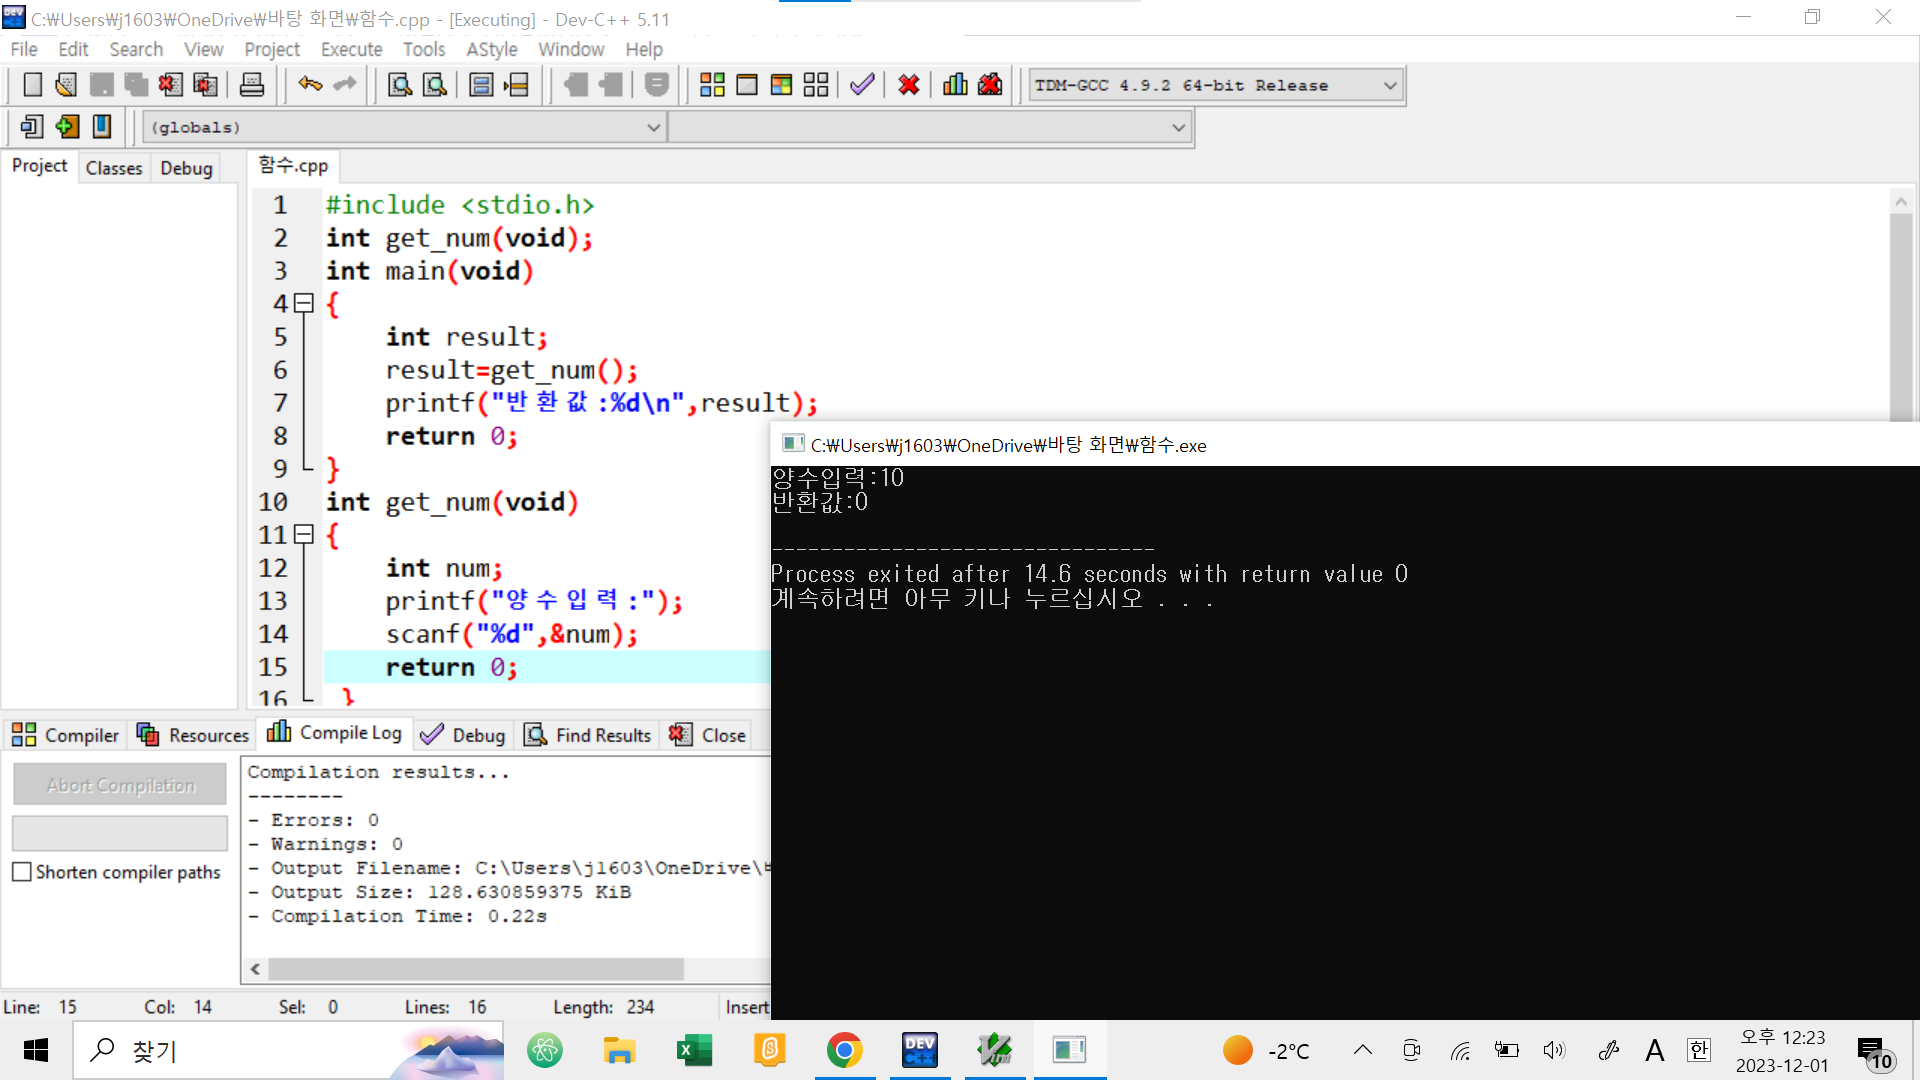 C:₩Users₩j1603₩OneDrive₩바탕 화면₩함수.cpp - [Executing] - Dev-C++ 5.11
File Edit Search View Project Execute Tools AStyle Window Help
TDM-GCC 4.9.2 64-bit Release
(globals)
Project Classes Debug
함수.cpp
1 #include <stdio.h>
2 int get_num(void);
3 int main(void)
4 {
5 int result;
6 result=get_num();
7 printf("반환값:%d\n",result);
8 return 0;
9 }
10 int get_num(void)
11 {
12 int num;
13 printf("양수입력:");
14 scanf("%d",&num);
15 return 0;
16 }
C:₩Users₩j1603₩OneDrive₩바탕 화면₩함수.exe
양수입력:10
반환값:0
--------------------------------
Process exited after 14.6 seconds with return value 0
계속하려면 아무 키나 누르십시오 . . .
Compiler Resources Compile Log Debug Find Results Close
Abort Compilation
Shorten compiler paths
Compilation results...
--------
- Errors: 0
- Warnings: 0
- Output Filename: C:\Users\j1603\OneDrive\
- Output Size: 128.630859375 KiB
- Compilation Time: 0.22s
Line: 15 Col: 14 Sel: 0 Lines: 16 Length: 234 Insert
찾기
DEV C++
-2°C
A
한
오후 12:23
2023-12-01
10